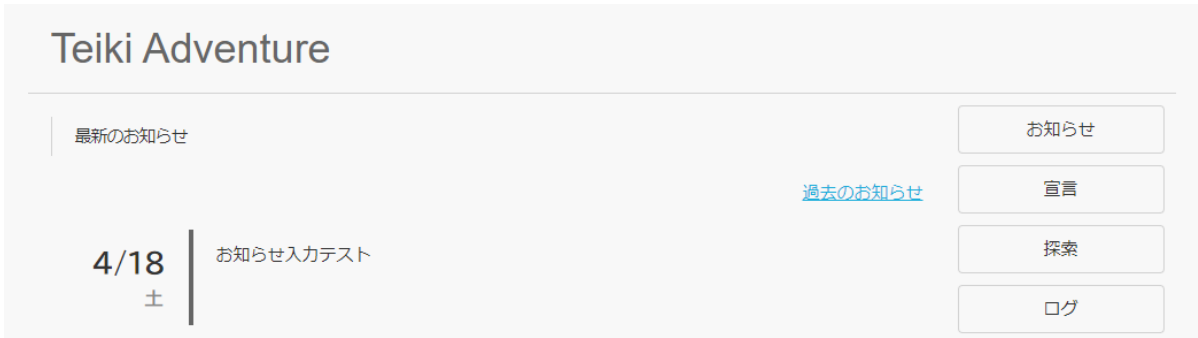 Teiki Adventure
最新のお知らせ
過去のお知らせ
4/18
土
お知らせ入力テスト
お知らせ
宣言
探索
ログ